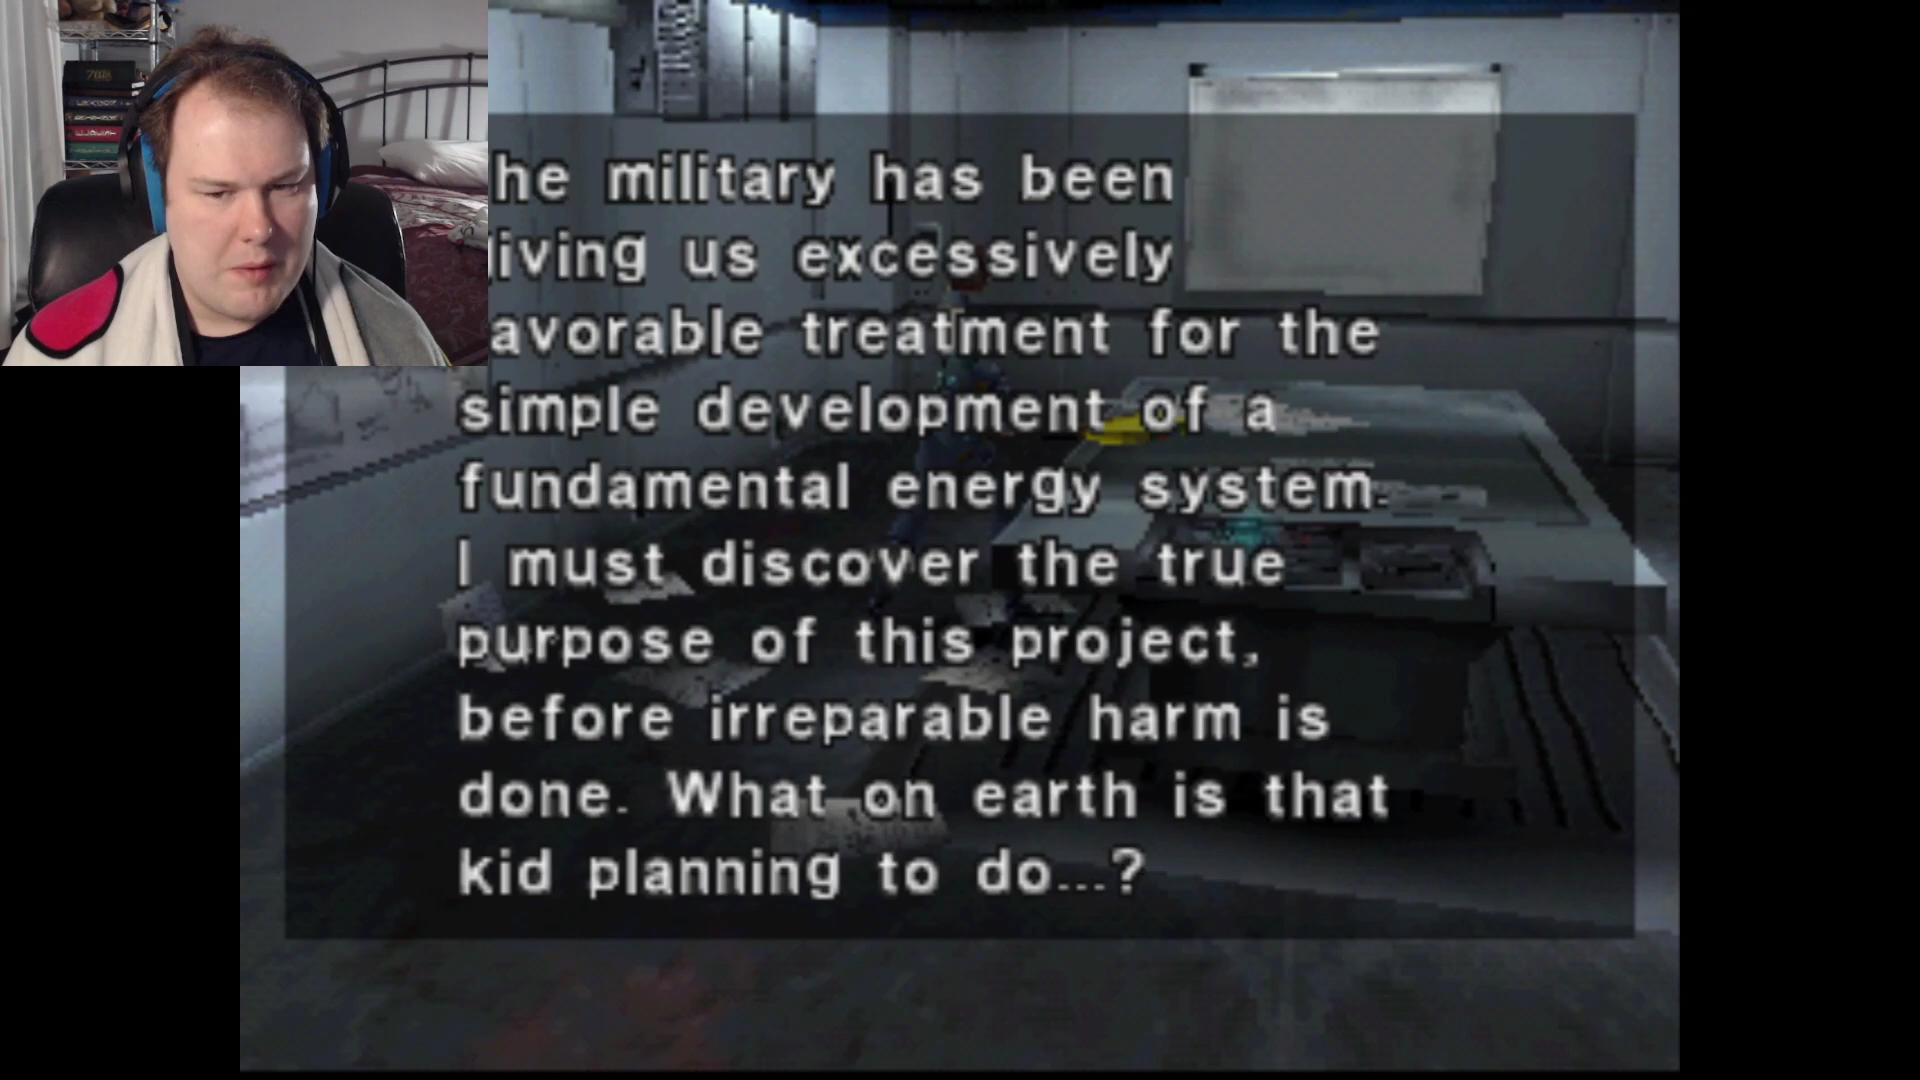 he military has been
iving us excessively
avorable treatment for the
simple development of a
fundamental energy system.
I must discover the true
purpose of this project,
before irreparable harm is
done. What on earth is that
kid planning to do...?